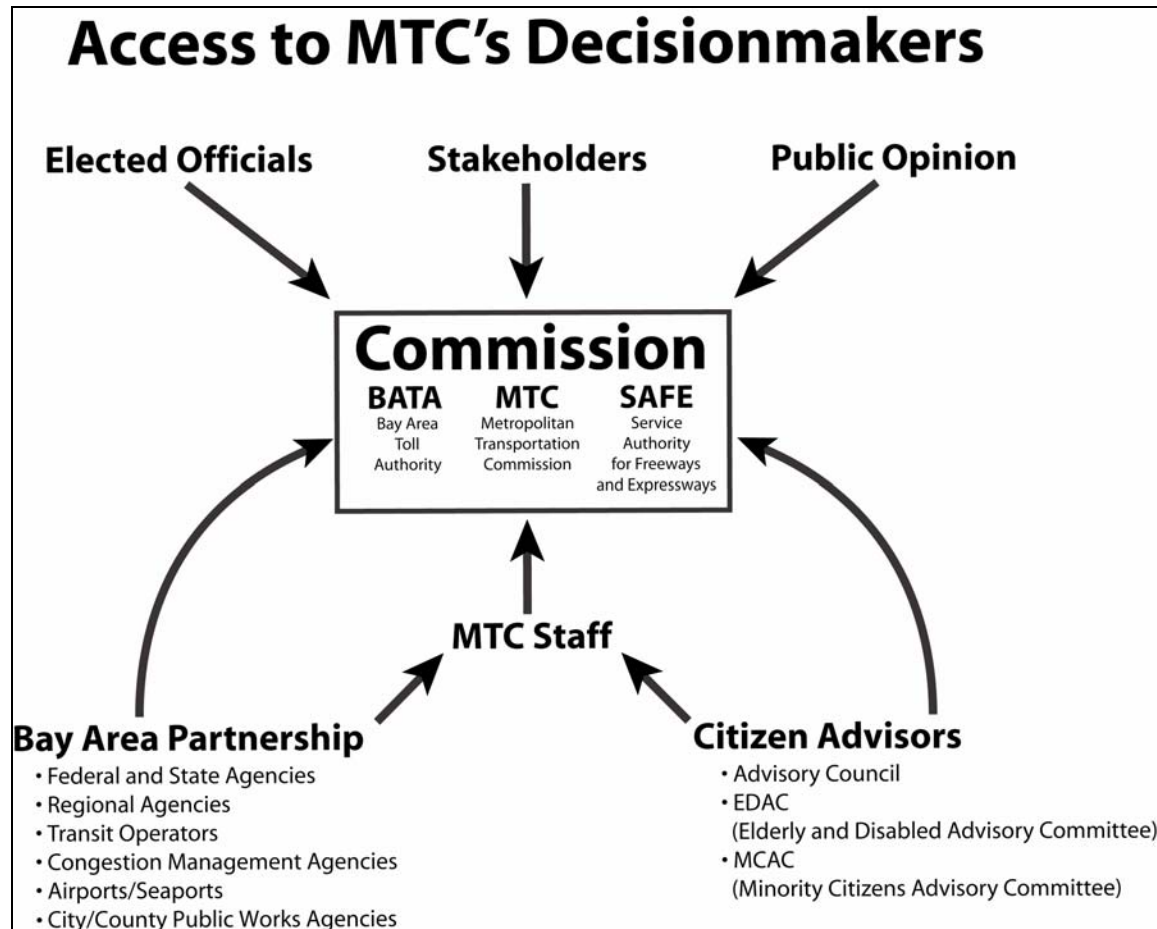 Access to MTC's Decisionmakers
Elected Officials
Stakeholders
Public Opinion
Commission
BATA
Bay Area
Toll
Authority
MTC
Metropolitan
Transportation
Commission
SAFE
Service
Authority
for Freeways
and Expressways
MTC Staff
Bay Area Partnership
• Federal and State Agencies
• Regional Agencies
• Transit Operators
• Congestion Management Agencies
• Airports/Seaports
• City/County Public Works Agencies
Citizen Advisors
• Advisory Council
• EDAC
(Elderly and Disabled Advisory Committee)
• MCAC
(Minority Citizens Advisory Committee)